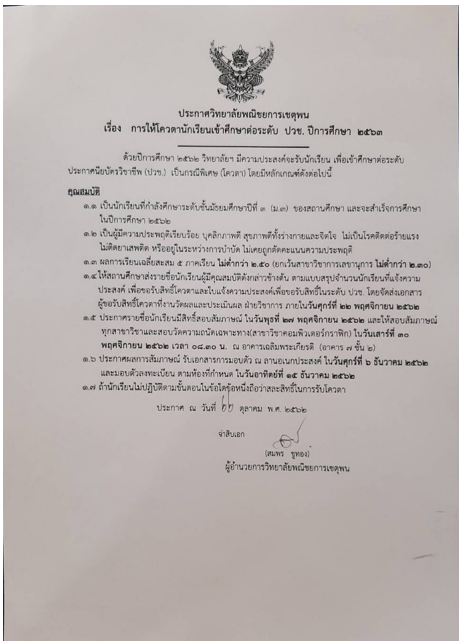 ประกาศวิทยาลัยพณิชยการเชตุพน
เรื่อง การให้โควตานักเรียนเข้าศึกษาต่อระดับ ปวช. ปีการศึกษา ๒๕๖๓
ด้วยปีการศึกษา ๒๕๖๒ วิทยาลัยฯ มีความประสงค์จะรับนักเรียน เพื่อเข้าศึกษาต่อระดับ
ประกาศนียบัตรวิชาชีพ (ปวช.) เป็นกรณีพิเศษ (โควตา) โดยมีหลักเกณฑ์ดังต่อไปนี้
คุณสมบัติ
๑.๑ เป็นนักเรียนที่กำลังศึกษาระดับชั้นมัธยมศึกษาปีที่ ๓ (ม.๓) ของสถานศึกษา และจะสำเร็จการศึกษา
ในปีการศึกษา ๒๕๖๒
๑.๒ เป็นผู้มีความประพฤติเรียบร้อย บุคลิกภาพดี สุขภาพดีทั้งร่างกายและจิตใจ ไม่เป็นโรคติดต่อร้ายแรง
ไม่ติดยาเสพติด หรืออยู่ในระหว่างการบำบัด ไม่เคยถูกตัดคะแนนความประพฤติ
๑.๓ ผลการเรียนเฉลี่ยสะสม ๕ ภาคเรียน ไม่ต่ำกว่า ๒.๕๐ (ยกเว้นสาขาวิชาการเลขานุการ ไม่ต่ำกว่า ๒.๓๐)
๑.๔ ให้สถานศึกษาส่งรายชื่อนักเรียนผู้มีคุณสมบัติดังกล่าวข้างต้น ตามแบบสรุปจำนวนนักเรียนที่แจ้งความ
ประสงค์ เพื่อขอรับสิทธิ์โควตาและใบแจ้งความประสงค์เพื่อขอรับสิทธิ์ในระดับ ปวช. โดยจัดส่งเอกสาร
ผู้ขอรับสิทธิ์โควตาที่งานวัดผลและประเมินผล ฝ่ายวิชาการ ภายในวันศุกร์ที่ ๒๒ พฤศจิกายน ๒๕๖๒
๑.๕ ประกาศรายชื่อนักเรียนมีสิทธิ์สอบสัมภาษณ์ ในวันพุธที่ ๒๗ พฤศจิกายน ๒๕๖๒ และให้สอบสัมภาษณ์
ทุกสาขาวิชาและสอบวัดความถนัดเฉพาะทาง(สาขาวิชาคอมพิวเตอร์กราฟิก) ในวันเสาร์ที่ ๓๐
พฤศจิกายน ๒๕๖๒ เวลา ๐๘.๓๐ น. ณ อาคารเฉลิมพระเกียรติ (อาคาร ๗ ชั้น ๒)
๑.๖ ประกาศผลการสัมภาษณ์ รับเอกสารการมอบตัว ณ ลานอเนกประสงค์ ในวันศุกร์ที่ ๖ ธันวาคม ๒๕๖๒
และมอบตัวลงทะเบียน ตามห้องที่กำหนด ในวันอาทิตย์ที่ ๑๕ ธันวาคม ๒๕๖๒
๑.๗ ถ้านักเรียนไม่ปฏิบัติตามขั้นตอนในข้อใดข้อหนึ่งถือว่าสละสิทธิ์ในการรับโควตา
ประกาศ ณ วันที่ ตุลาคม พ.ศ. ๒๕๖๒
จ่าสิบเอก
(สมพร ชูทอง)
ผู้อำนวยการวิทยาลัยพณิชยการเชตุพน